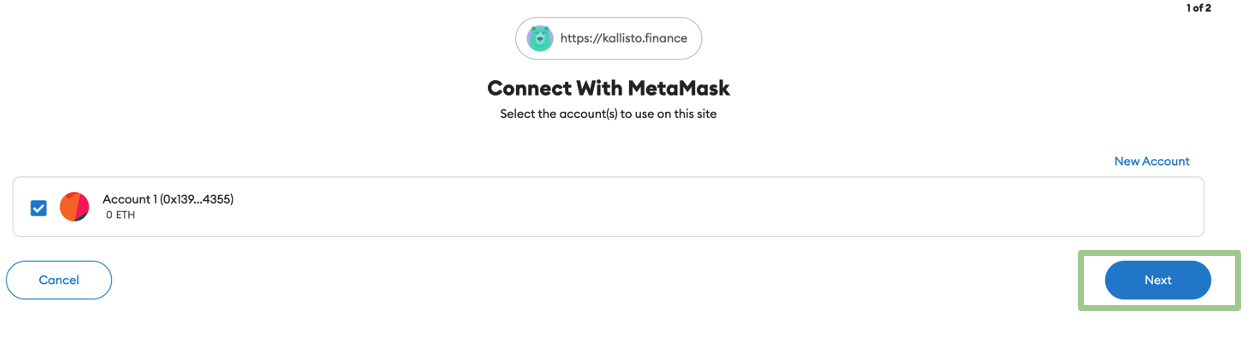 1 of 2
https://kallisto.finance
Connect With MetaMask
Select the account(s) to use on this site
New Account
Account 1 (0x139...4355)
0 ETH
Cancel
Next